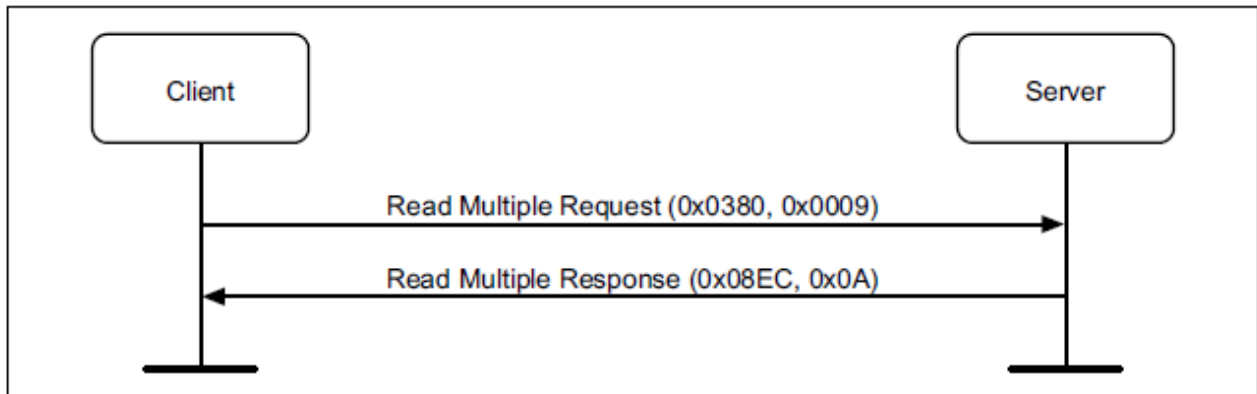 Client
Server
Read Multiple Request (0x0380, 0x0009)
Read Multiple Response (0x08EC, 0x0A)